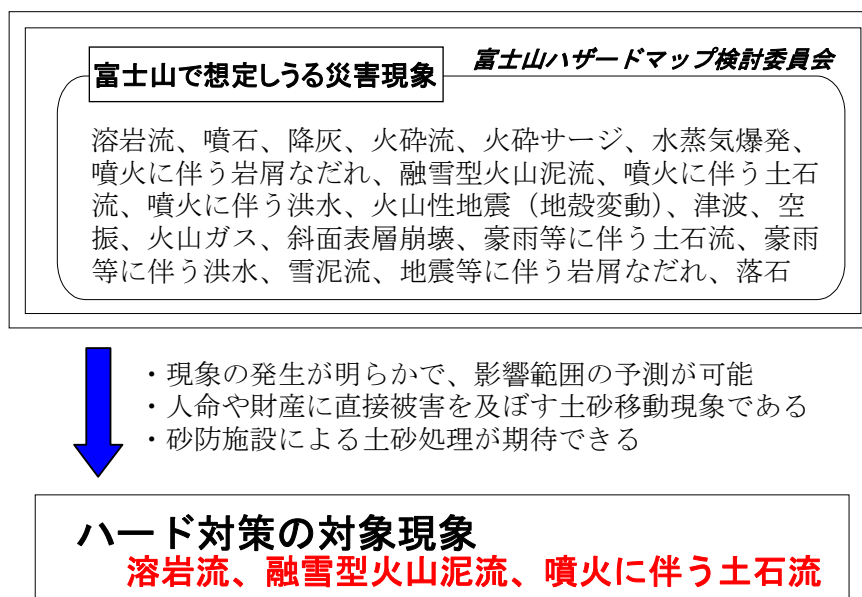 富士山ハザードマップ検討委員会
富士山で想定しうる災害現象
溶岩流、噴石、降灰、火砕流、火砕サージ、水蒸気爆発、
噴火に伴う岩屑なだれ、融雪型火山泥流、噴火に伴う土石
流、噴火に伴う洪水、火山性地震（地殻変動）、津波、空
振、火山ガス、斜面表層崩壊、豪雨等に伴う土石流、豪雨
等に伴う洪水、雪泥流、地震等に伴う岩屑なだれ、落石
・現象の発生が明らかで、影響範囲の予測が可能
・人命や財産に直接被害を及ぼす土砂移動現象である
・砂防施設による土砂処理が期待できる
ハード対策の対象現象
溶岩流、融雪型火山泥流、噴火に伴う土石流